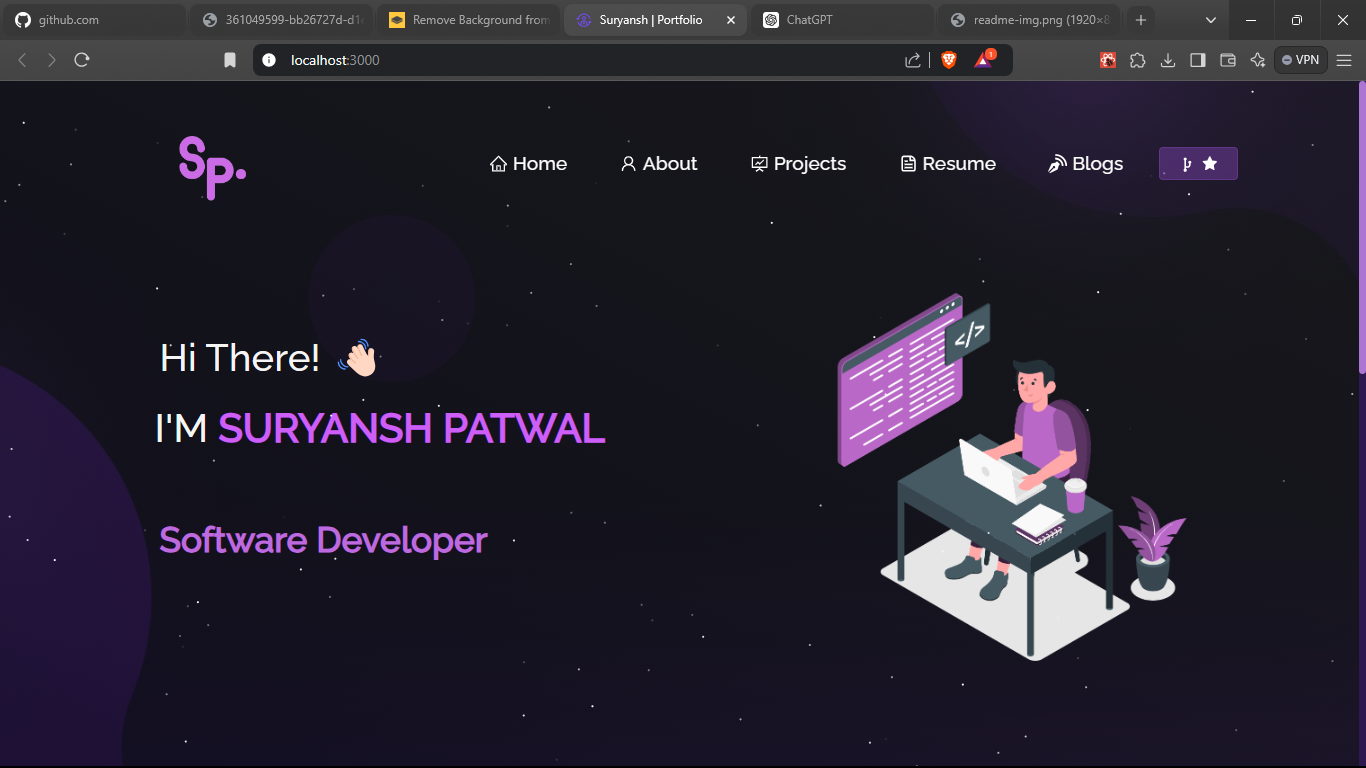 github.com
361049599-bb26727d-d1
Remove Background from
Suryansh | Portfolio
ChatGPT
readme-img.png (1920×8
localhost:3000
1
VPN
Sp.
Home
About
Projects
Resume
Blogs
Hi There! 👋🏻
I'M SURYANSH PATWAL
Software Developer
</>